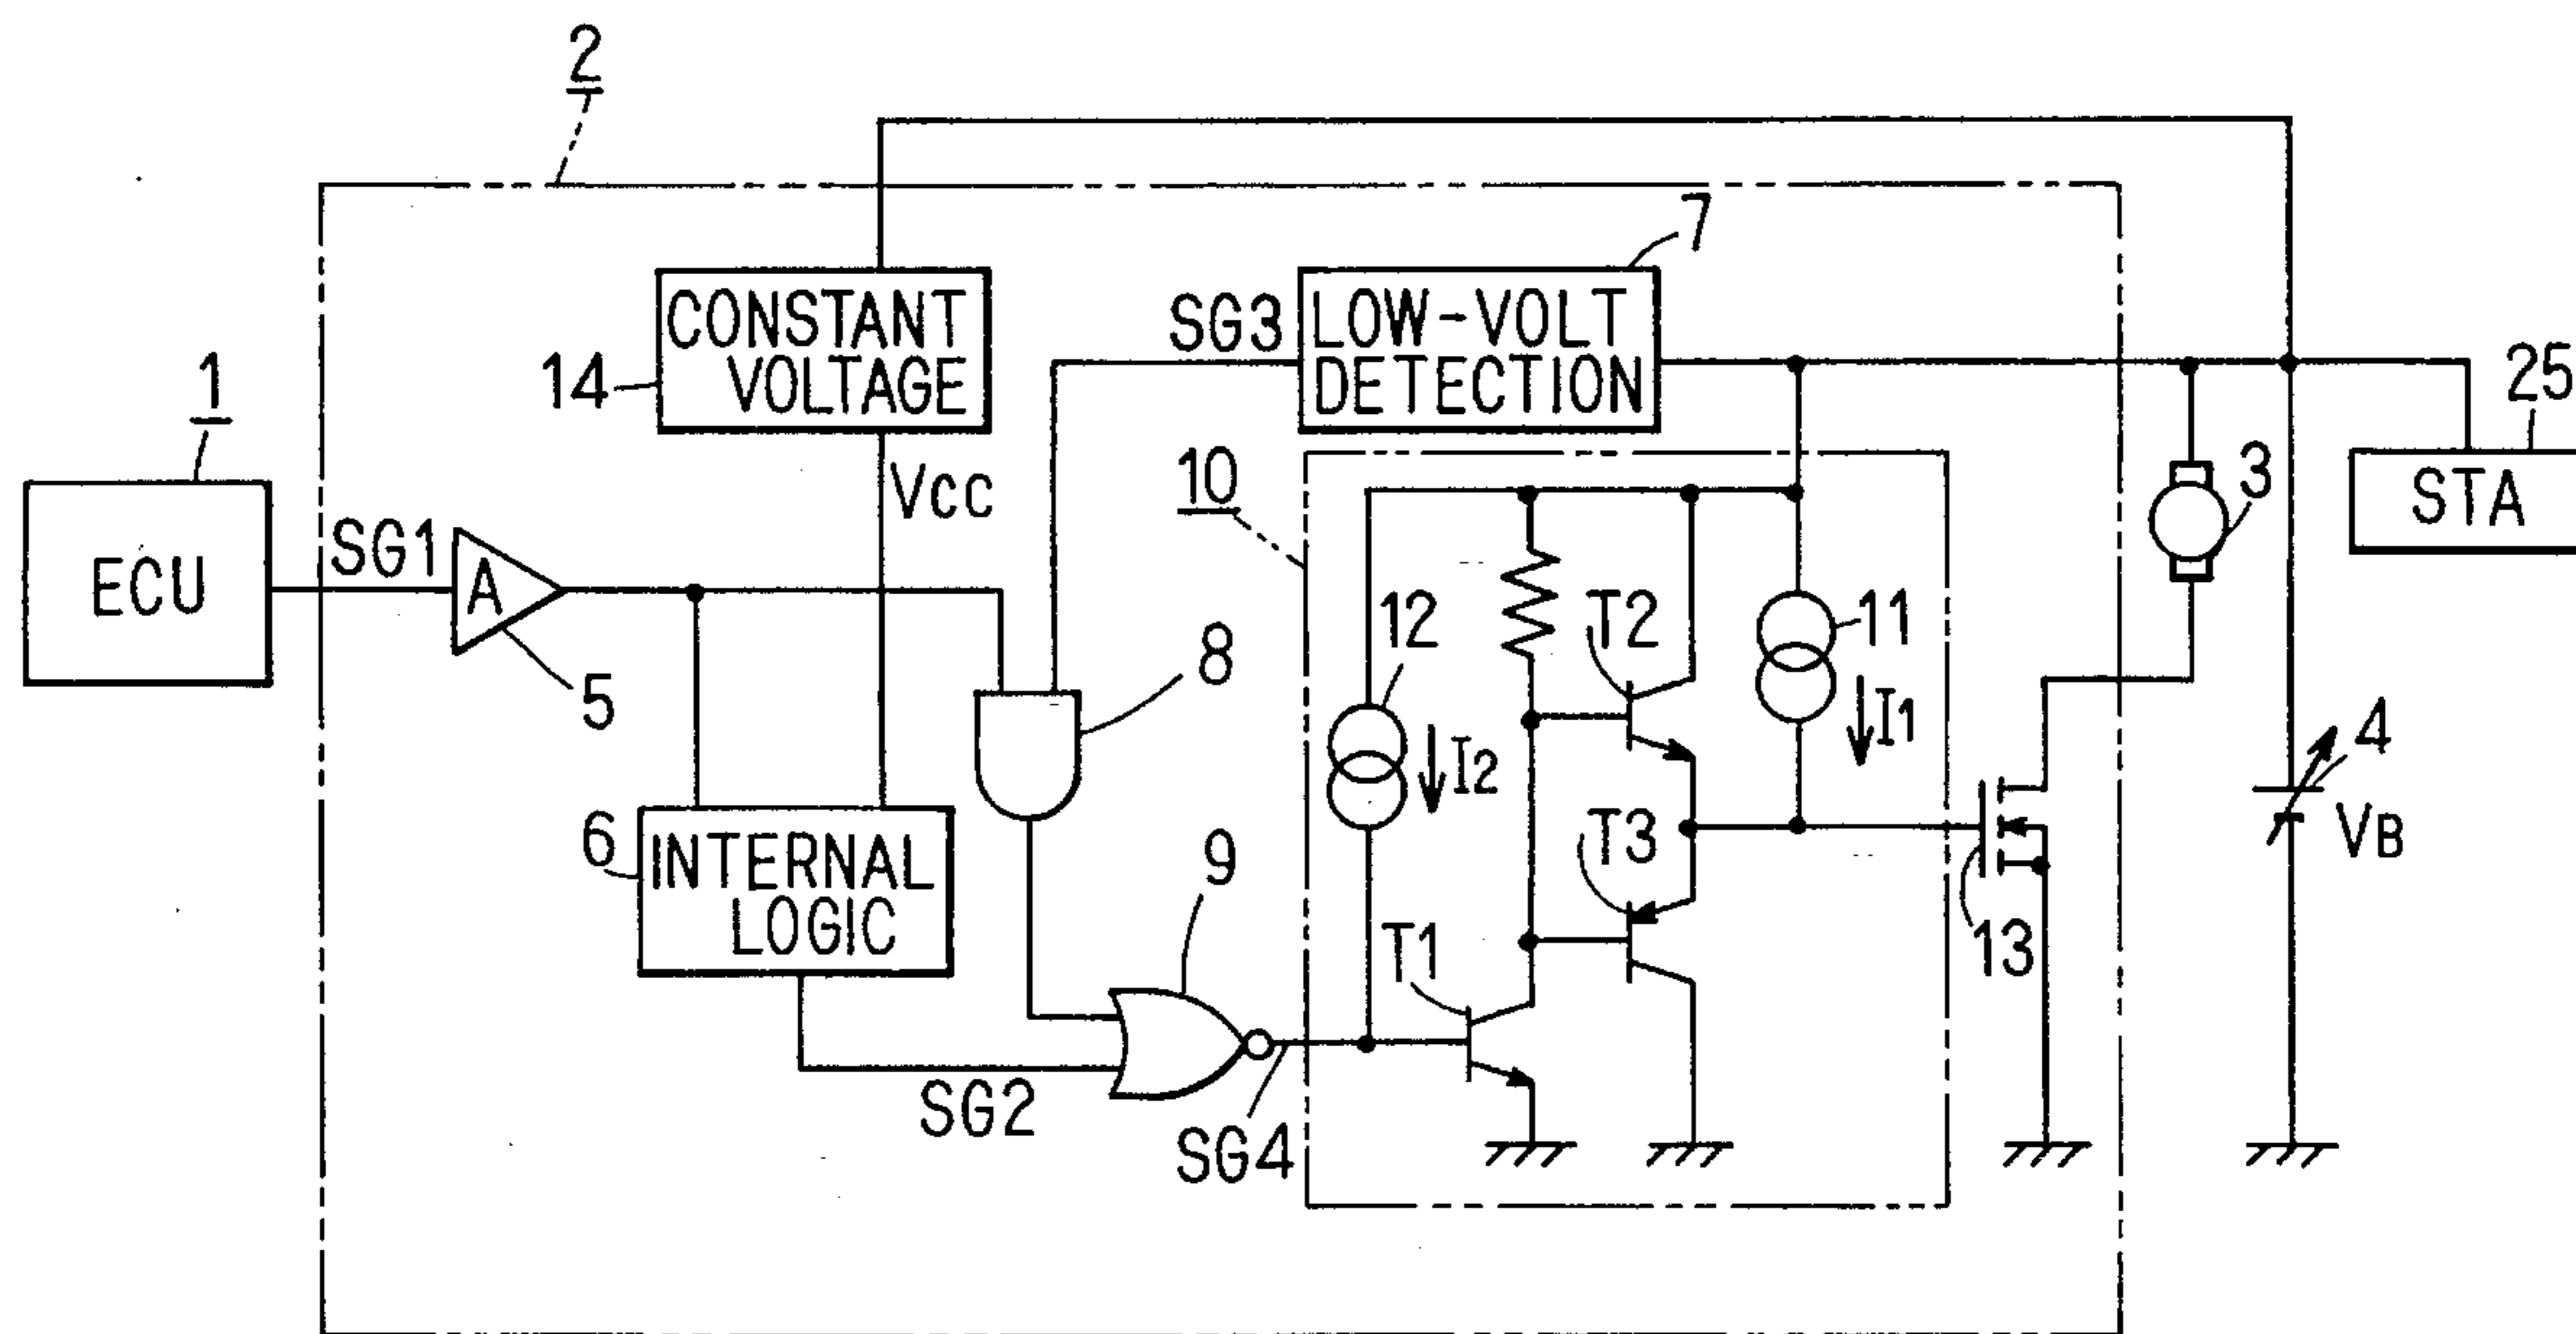 2
7
CONSTANT
VOLTAGE
14
SG3
LOW-VOLT
DETECTION
1
25
ECU
SG1
A
5
VCC
10
3
STA
12
T2
11
8
I2
I1
4
VB
6
INTERNAL
LOGIC
9
T3
T1
13
SG2
SG4